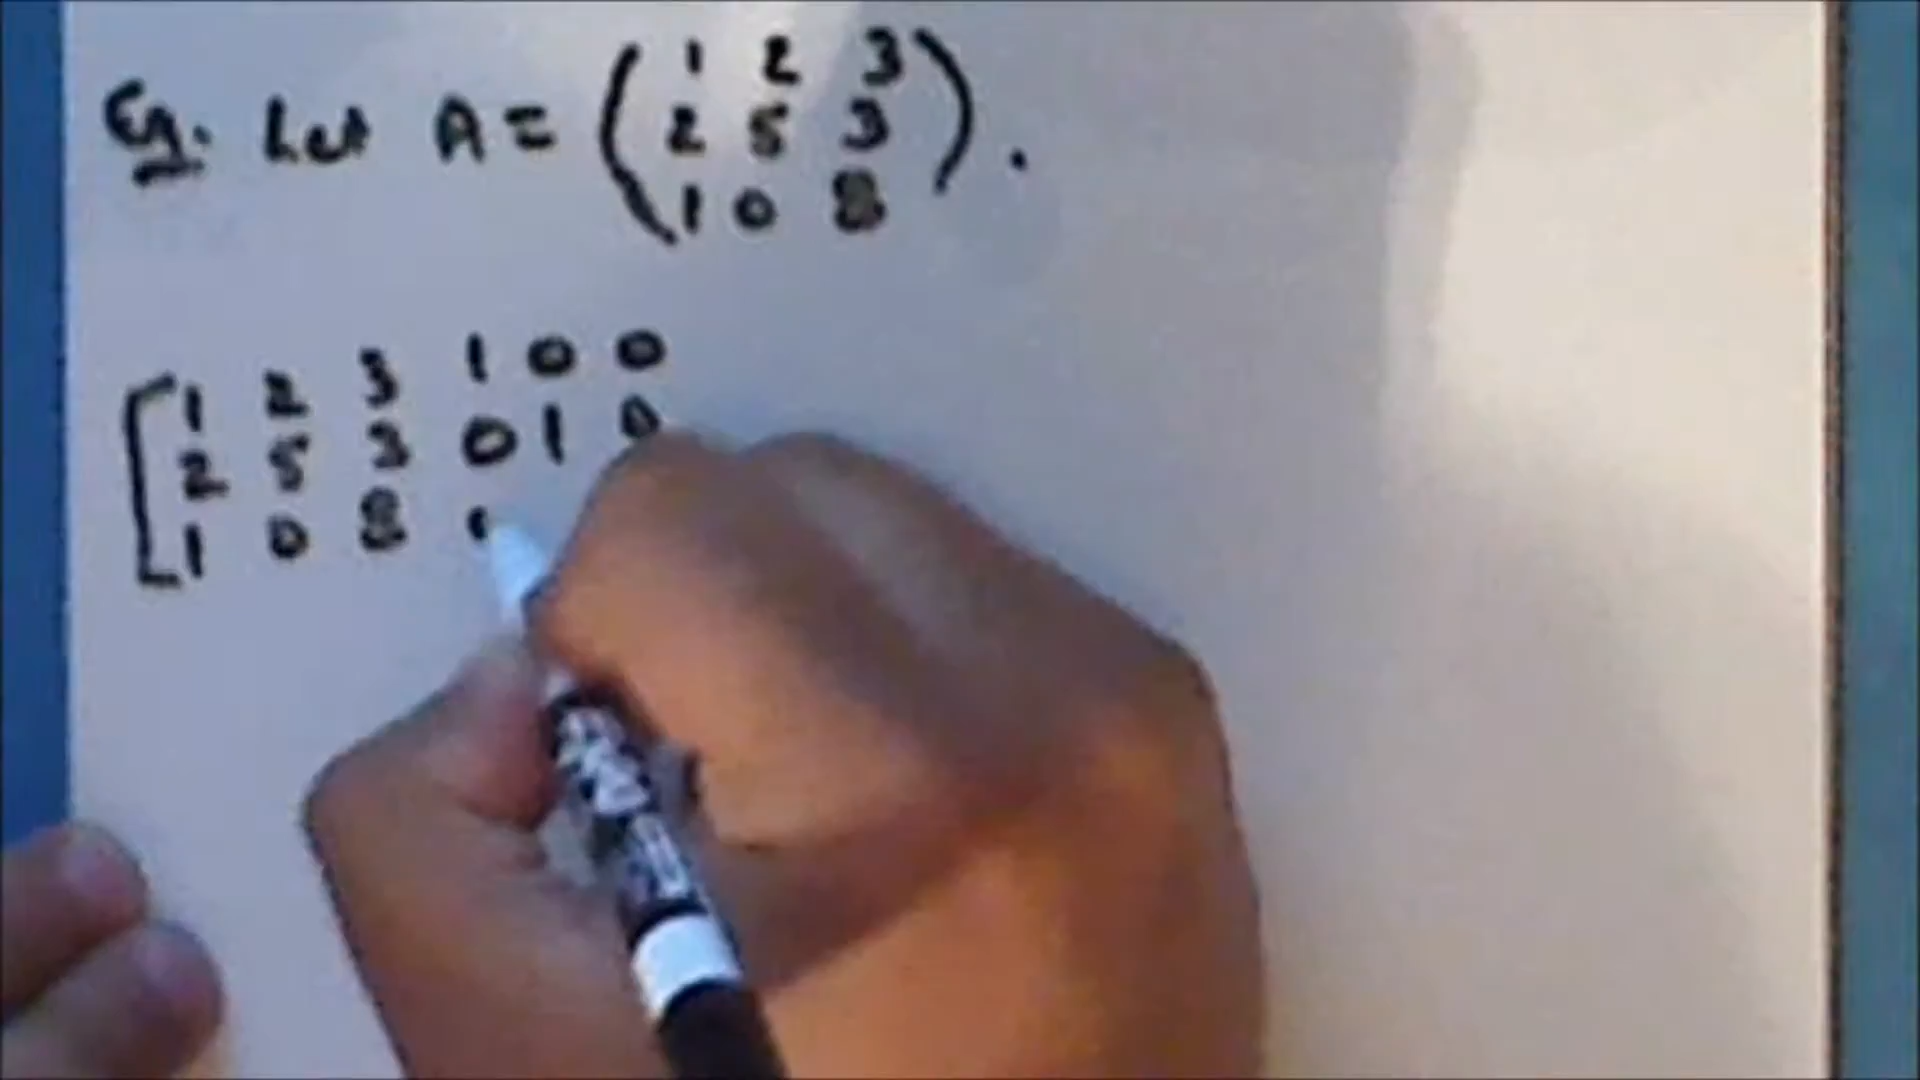 1 2 3
Eg. Let A = ( 2 5 3 ) .
1 0 8
1 2 3 1 0 0
2 5 3 0 1 0
1 0 8